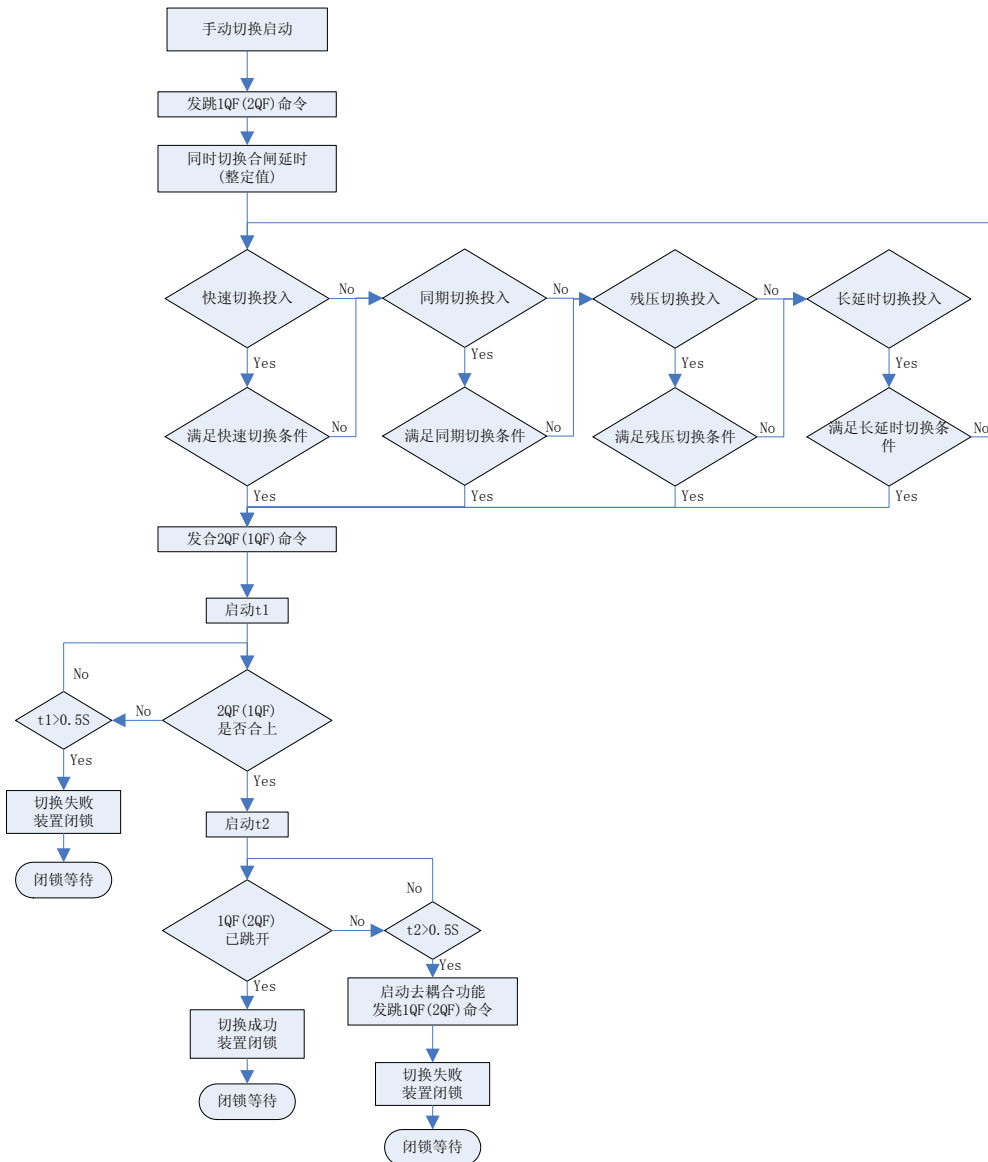 手动切换启动
发跳1QF(2QF)命令
同时切换合闸延时
(整定值)
快速切换投入
No
同期切换投入
No
残压切换投入
No
长延时切换投入
Yes
Yes
Yes
Yes
满足快速切换条件
No
满足同期切换条件
No
满足残压切换条件
No
满足长延时切换条
件
No
Yes
Yes
Yes
Yes
发合2QF(1QF)命令
启动t1
No
t1>0.5S
No
2QF(1QF)
是否合上
Yes
Yes
切换失败
装置闭锁
启动t2
闭锁等待
No
1QF(2QF)
已跳开
No
t2>0.5S
Yes
Yes
启动去耦合功能
发跳1QF(2QF)命令
切换成功
装置闭锁
切换失败
装置闭锁
闭锁等待
闭锁等待